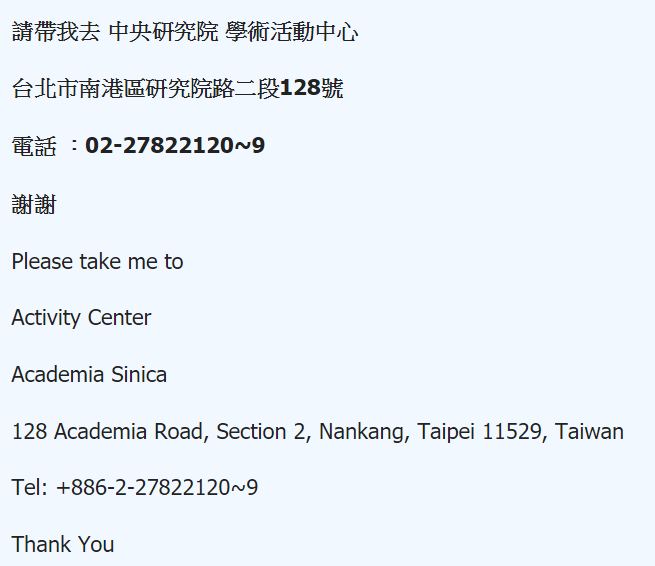 請帶我去 中央研究院 學術活動中心
台北市南港區研究院路二段128號
電話 ：02-27822120~9
謝謝
Please take me to
Activity Center
Academia Sinica
128 Academia Road, Section 2, Nankang, Taipei 11529, Taiwan
Tel: +886-2-27822120~9
Thank You